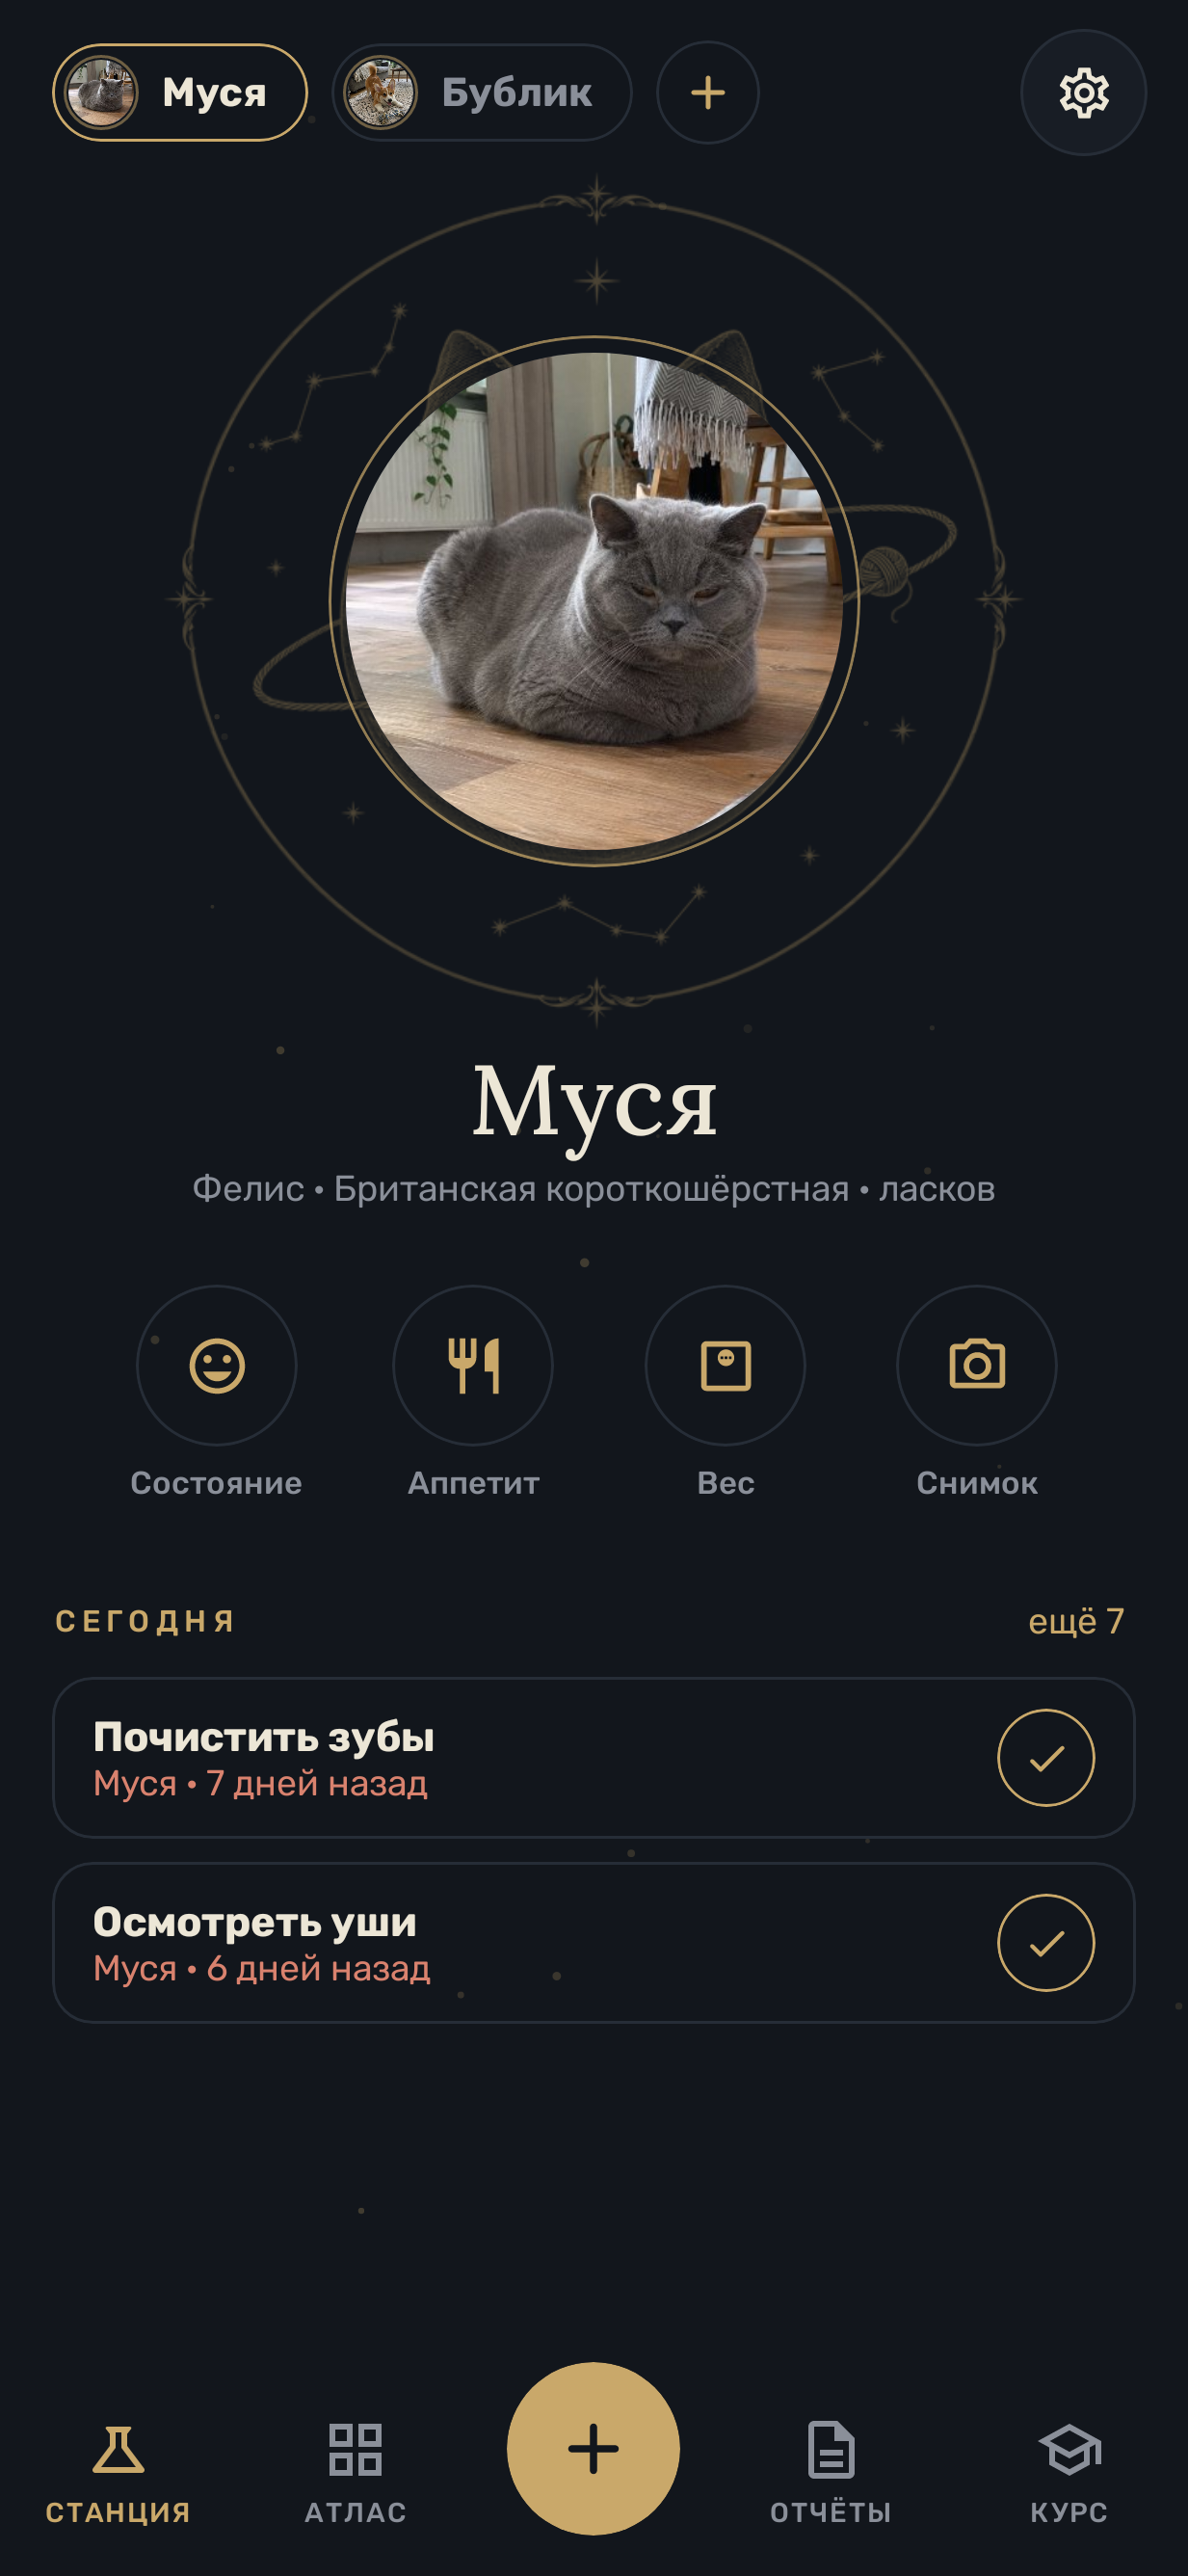 Муся
Бублик
Муся
Фелис • Британская короткошёрстная • ласков
Состояние
Аппетит
Вес
Снимок
СЕГОДНЯ
ещё 7
Почистить зубы
Муся • 7 дней назад
Осмотреть уши
Муся • 6 дней назад
СТАНЦИЯ
АТЛАС
ОТЧЁТЫ
КУРС